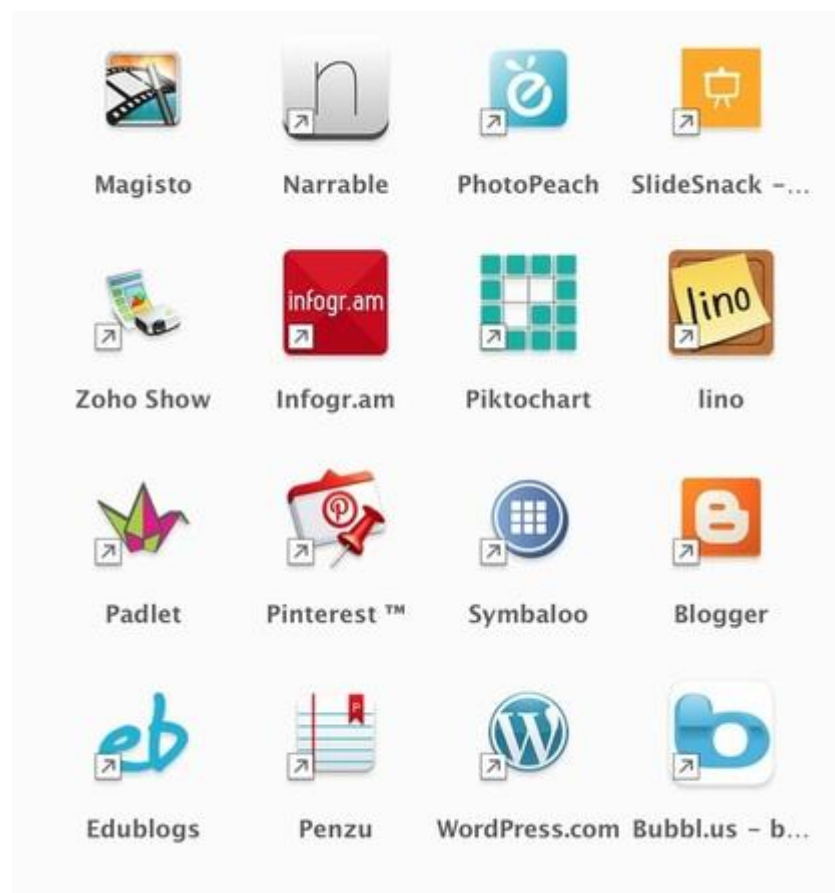 n
Magisto
Narrable
PhotoPeach
SlideSnack –...
infogr.am
lino
Zoho Show
Infogr.am
Piktochart
lino
Padlet
Pinterest ™
Symbaloo
Blogger
eb
P
W
b
Edublogs
Penzu
WordPress.com
Bubbl.us – b...